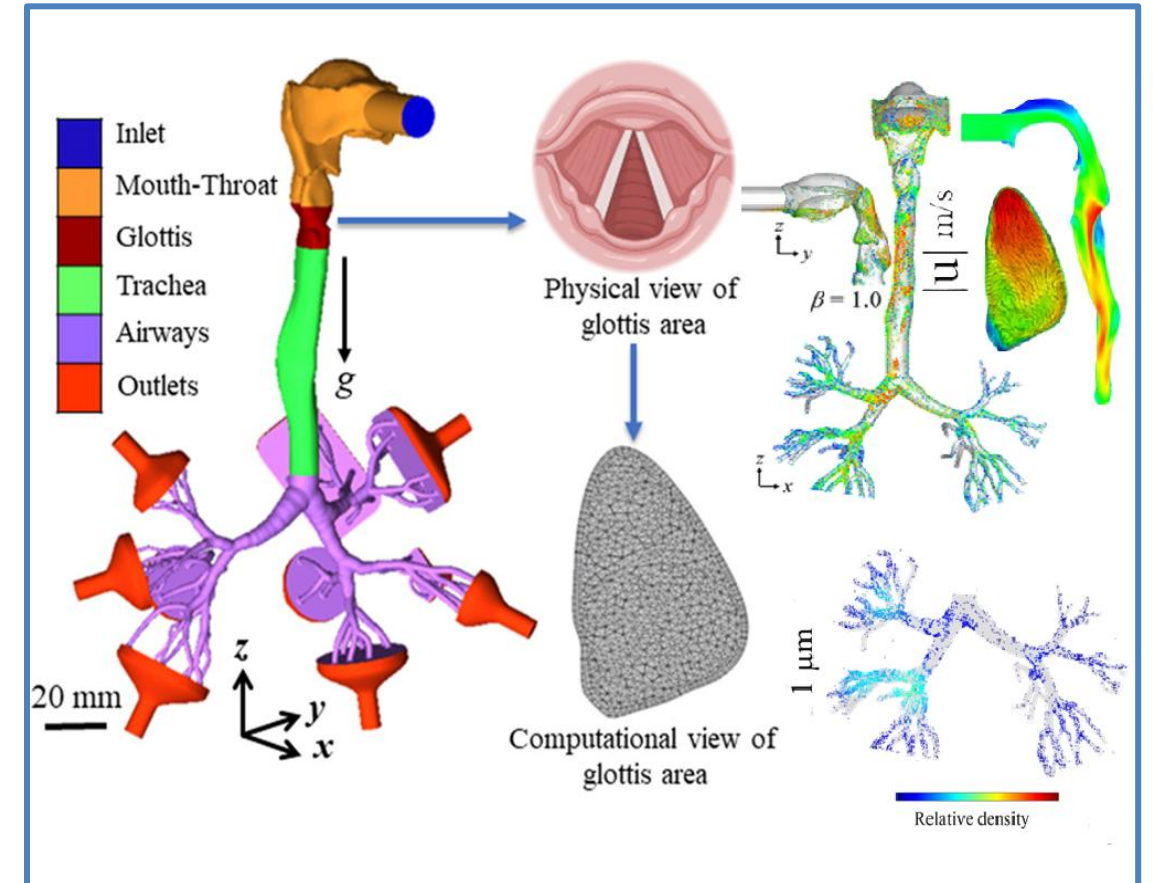 Inlet
Mouth-Throat
Glottis
Trachea
Airways
Outlets
g
20 mm
z
y
x
Physical view of
glottis area
Computational view of
glottis area
z
y
β = 1.0
|u| m/s
z
x
1 μm
Relative density